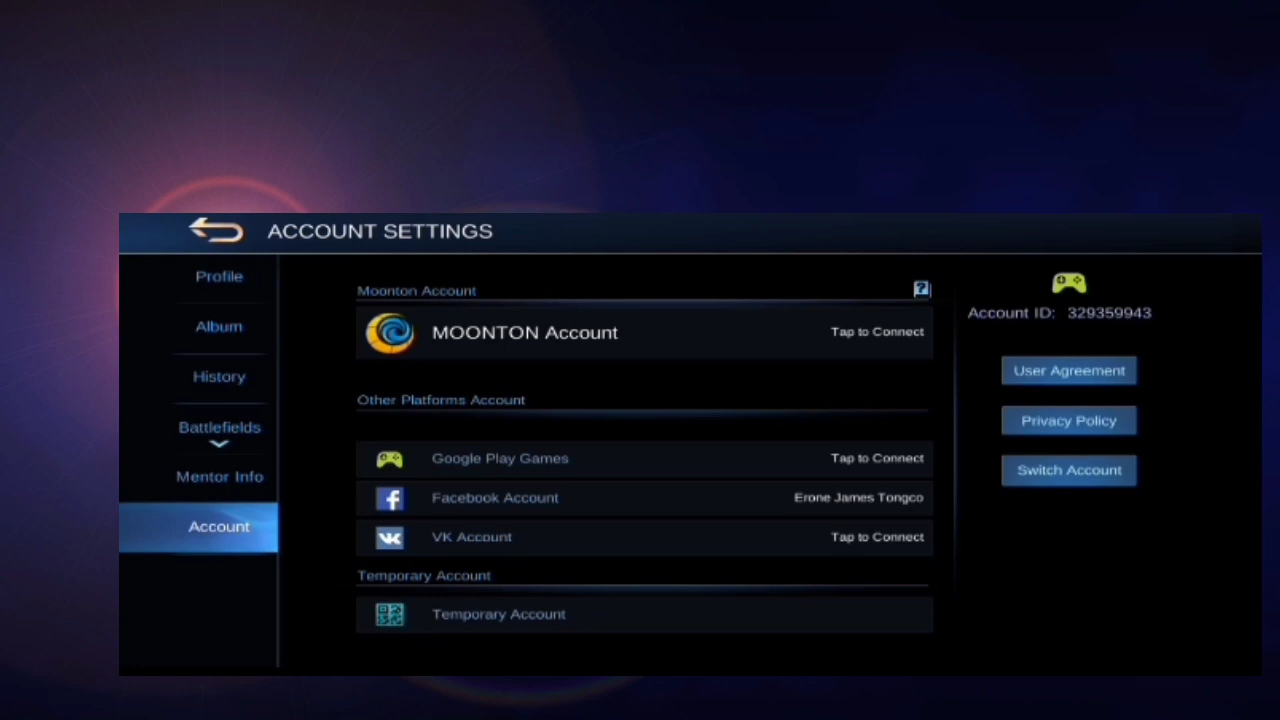 ACCOUNT SETTINGS
Profile
Album
History
Battlefields
Mentor Info
Account
Moonton Account
?
MOONTON Account Tap to Connect
Other Platforms Account
Google Play Games Tap to Connect
Facebook Account Erone James Tongco
VK Account Tap to Connect
Temporary Account
Temporary Account
Account ID: 329359943
User Agreement
Privacy Policy
Switch Account